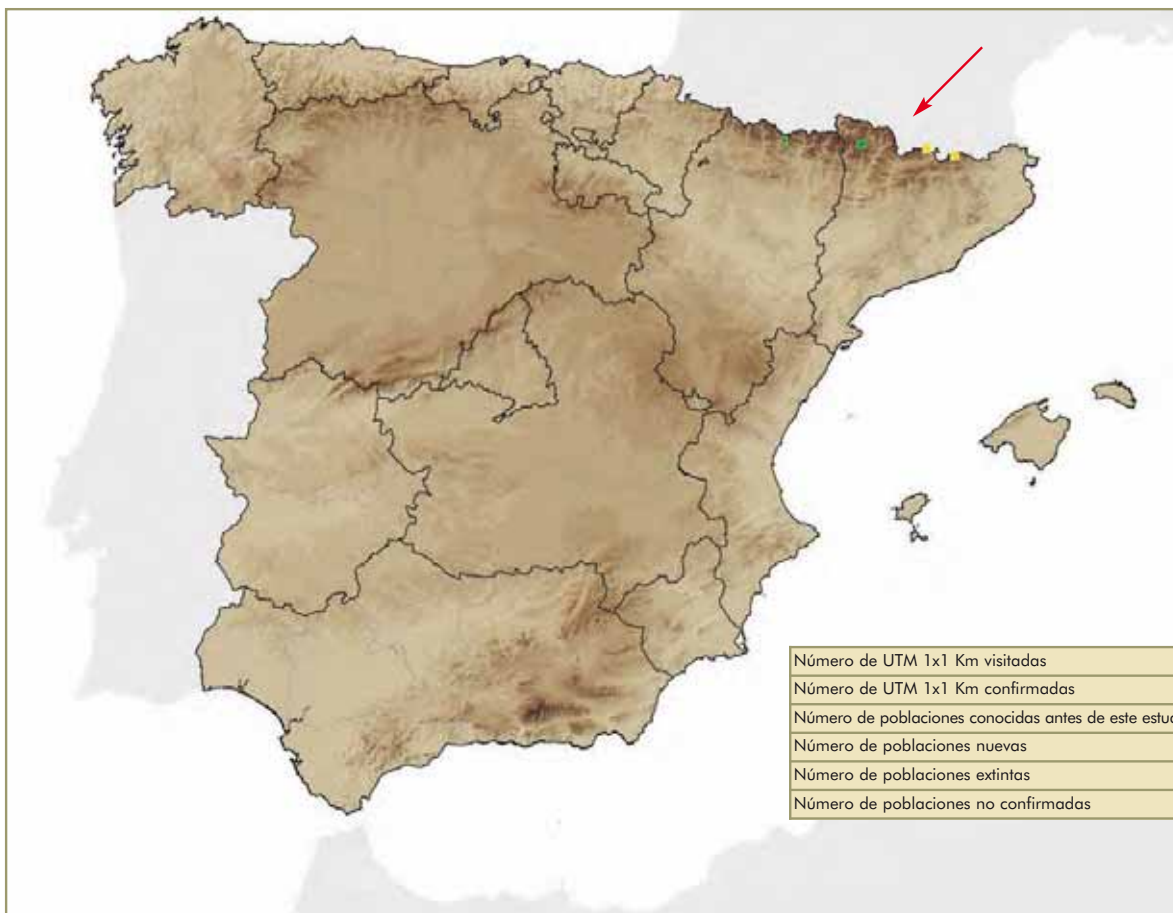 Número de UTM 1x1 Km visitadas
Número de UTM 1x1 Km confirmadas
Número de poblaciones conocidas antes de este estu
Número de poblaciones nuevas
Número de poblaciones extintas
Número de poblaciones no confirmadas